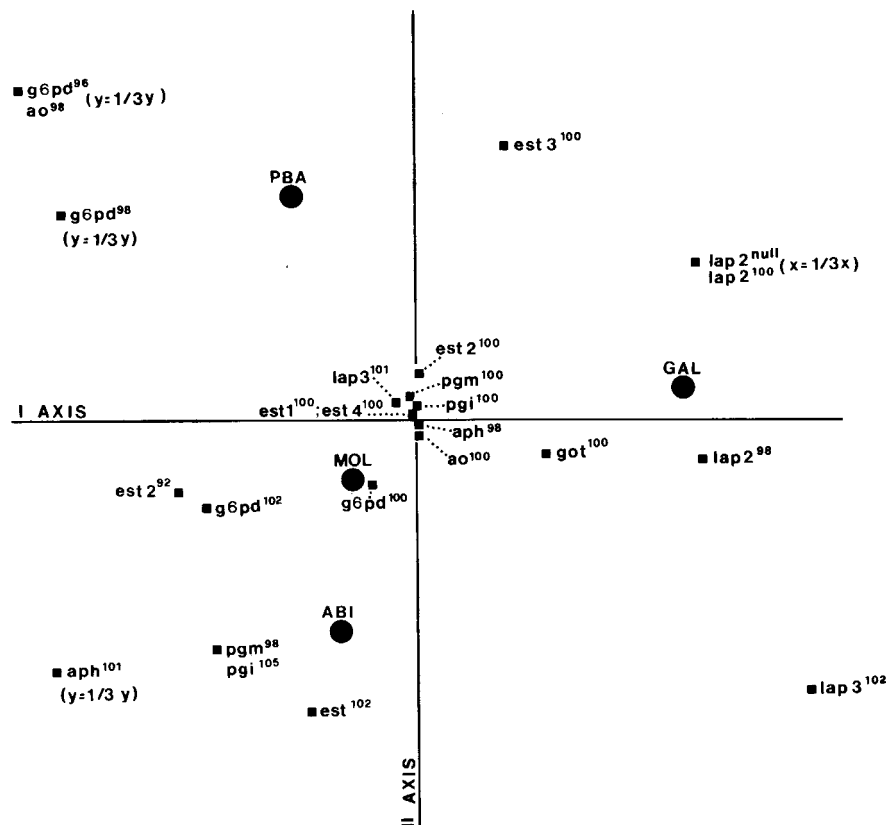 g6pd⁹⁶
ao⁹⁸ (y=1/3y)
est 3¹⁰⁰
PBA
g6pd⁹⁸
(y=1/3y)
lap 2ⁿᵘˡˡ
lap 2¹⁰⁰ (x=1/3x)
est 2¹⁰⁰
lap3¹⁰¹
pgm¹⁰⁰
GAL
I AXIS
est1¹⁰⁰; est 4¹⁰⁰
pgi¹⁰⁰
aph⁹⁸
ao¹⁰⁰
got¹⁰⁰
lap2⁹⁸
MOL
est 2⁹²
g6pd¹⁰²
g6pd¹⁰⁰
ABI
pgm⁹⁸
pgi¹⁰⁵
aph¹⁰¹
(y=1/3 y)
est¹⁰²
lap 3¹⁰²
II AXIS